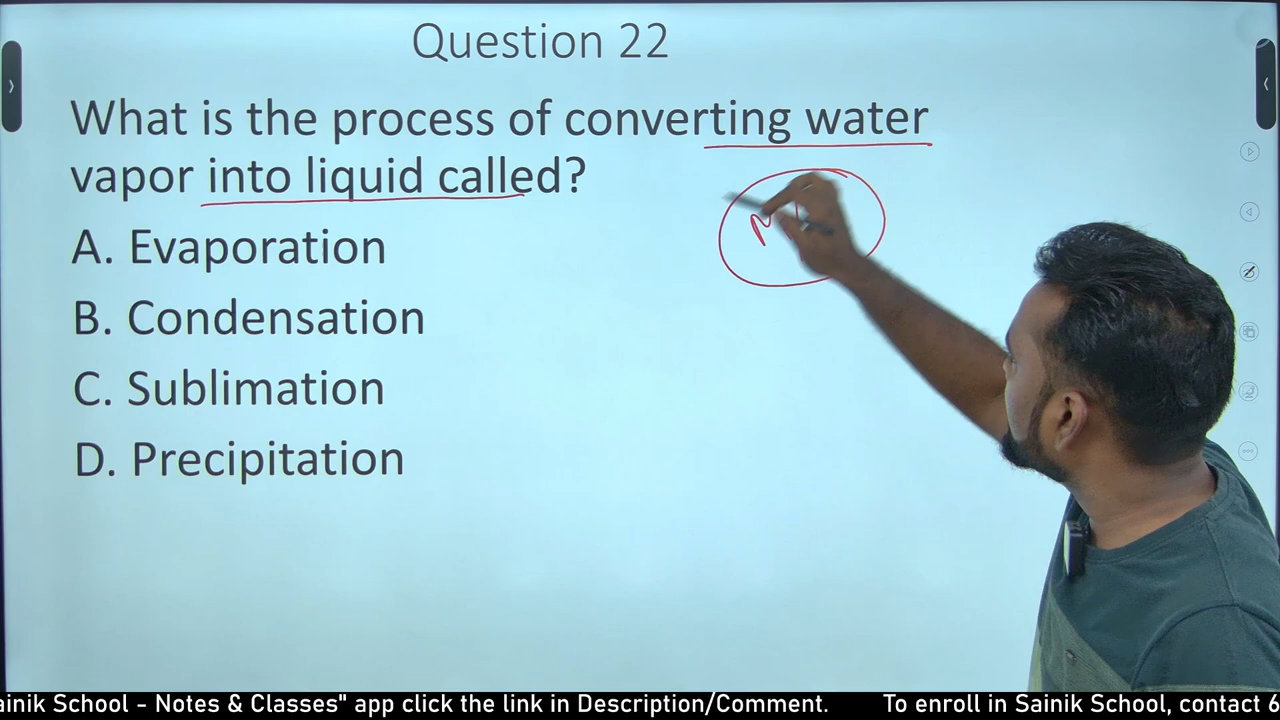 Question 22
What is the process of converting water
vapor into liquid called?
A. Evaporation
B. Condensation
C. Sublimation
D. Precipitation
ainik School - Notes & Classes" app click the link in Description/Comment. To enroll in Sainik School, contact 6